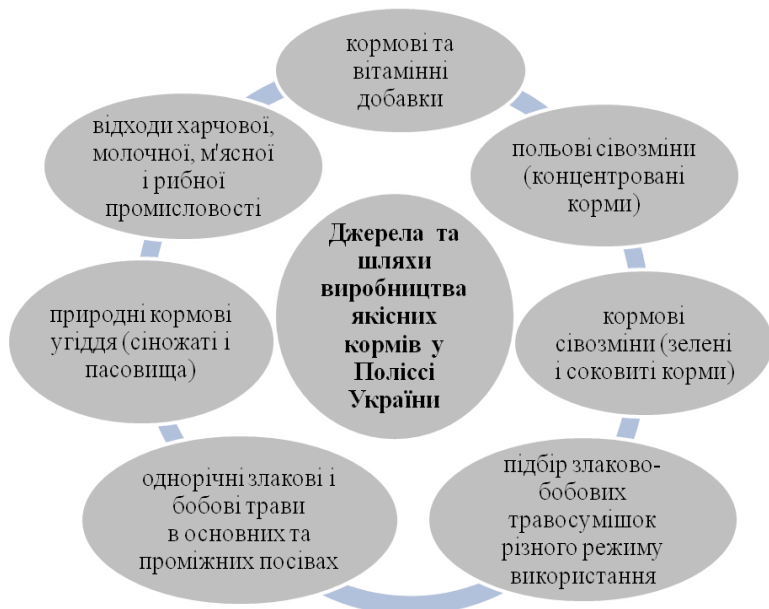 кормові та
вітамінні
добавки
польові сівозміни
(концентровані
корми)
кормові
сівозміни (зелені
і соковиті корми)
підбір злаково-
бобових
травосумішок
різного режиму
використання
однорічні злакові і
бобові трави
в основних та
проміжних посівах
природні кормові
угіддя (сіножаті і
пасовища)
відходи харчової,
молочної, м'ясної
і рибної
промисловості
Джерела та
шляхи
виробництва
якісних
кормів у
Поліссі
України